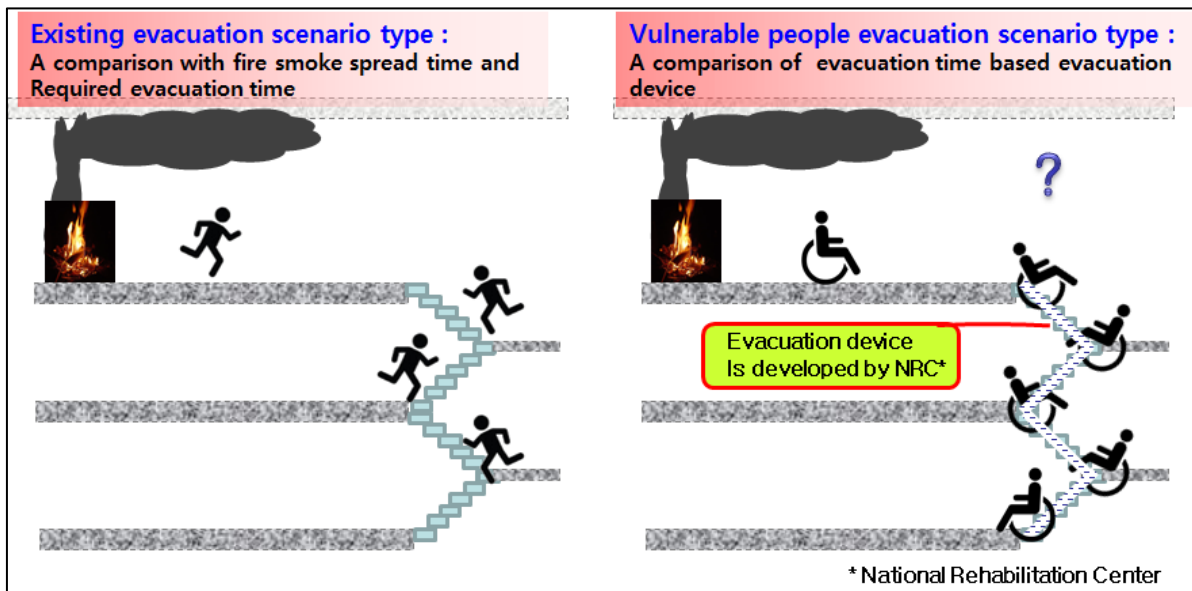 Existing evacuation scenario type :
A comparison with fire smoke spread time and
Required evacuation time
Vulnerable people evacuation scenario type :
A comparison of evacuation time based evacuation
device
?
Evacuation device
Is developed by NRC*
* National Rehabilitation Center